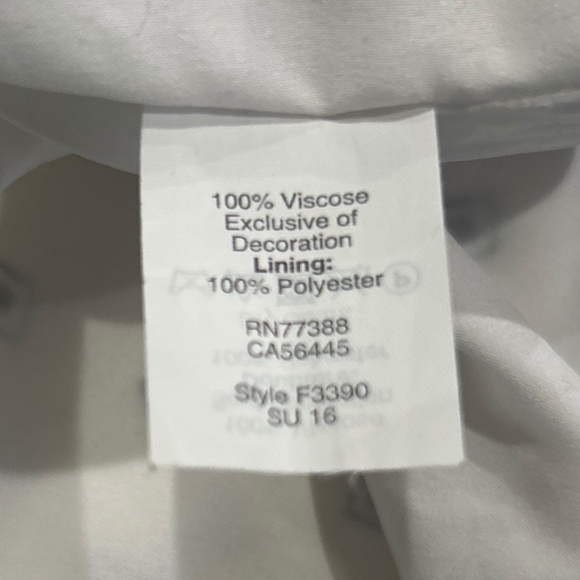 100% Viscose
Exclusive of
Decoration
Lining:
100% Polyester
RN77388
CA56445
Style F3390
SU 16